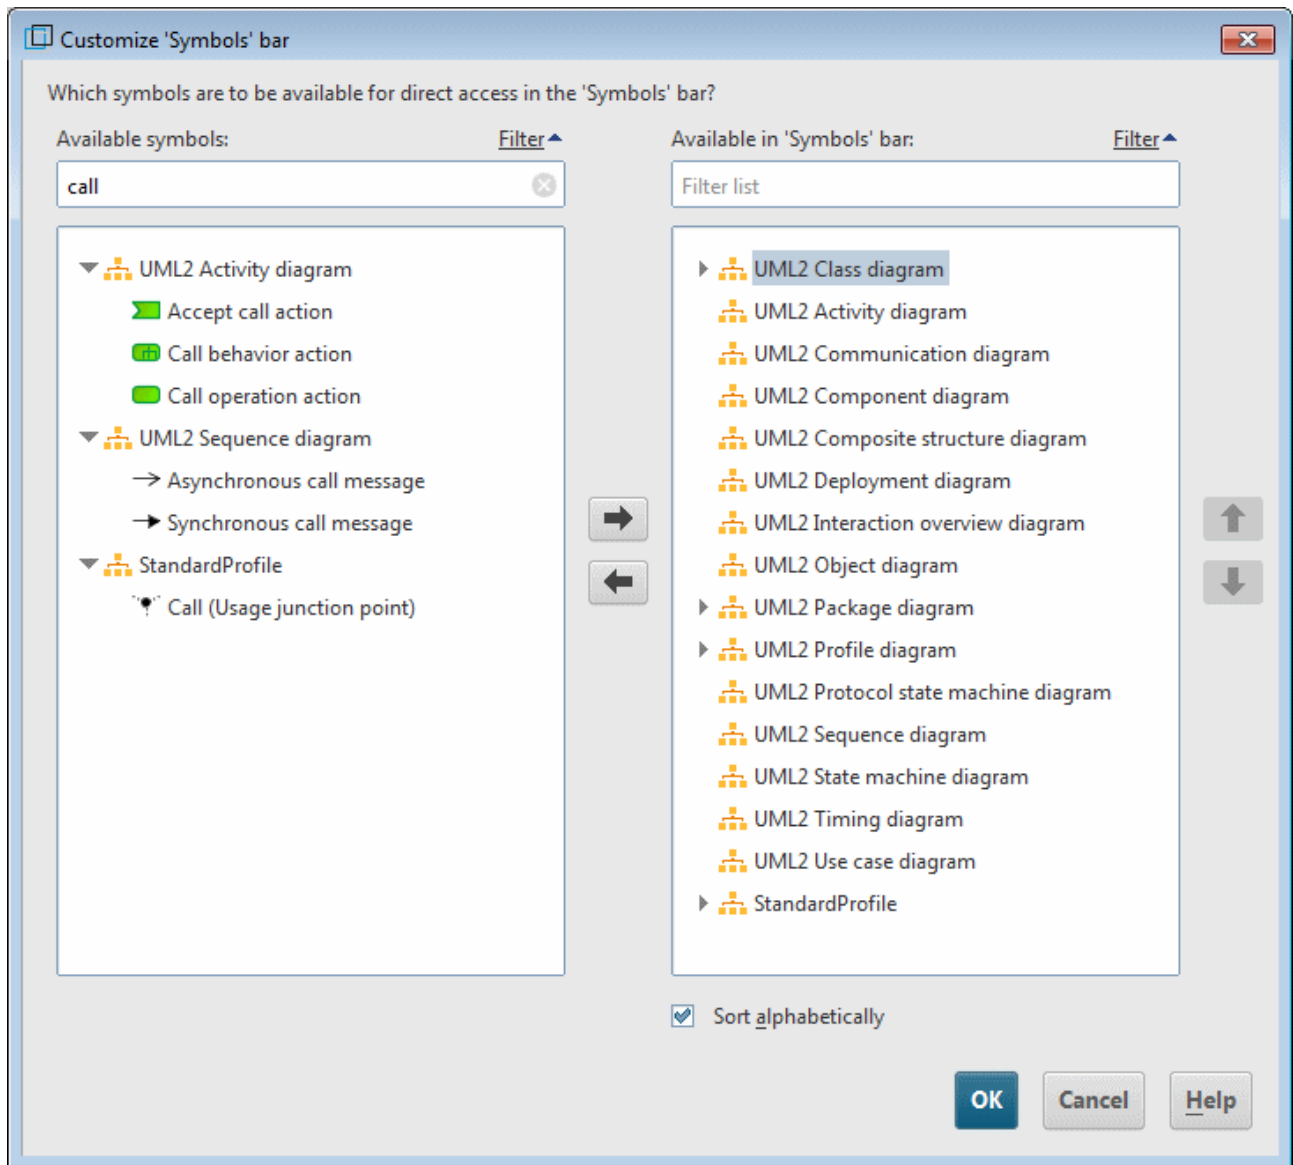 Customize 'Symbols' bar
Which symbols are to be available for direct access in the 'Symbols' bar?
Available symbols:
Filter
call
UML2 Activity diagram
Accept call action
Call behavior action
Call operation action
UML2 Sequence diagram
Asynchronous call message
Synchronous call message
StandardProfile
Call (Usage junction point)
Available in 'Symbols' bar:
Filter
Filter list
UML2 Class diagram
UML2 Activity diagram
UML2 Communication diagram
UML2 Component diagram
UML2 Composite structure diagram
UML2 Deployment diagram
UML2 Interaction overview diagram
UML2 Object diagram
UML2 Package diagram
UML2 Profile diagram
UML2 Protocol state machine diagram
UML2 Sequence diagram
UML2 State machine diagram
UML2 Timing diagram
UML2 Use case diagram
StandardProfile
Sort alphabetically
OK
Cancel
Help